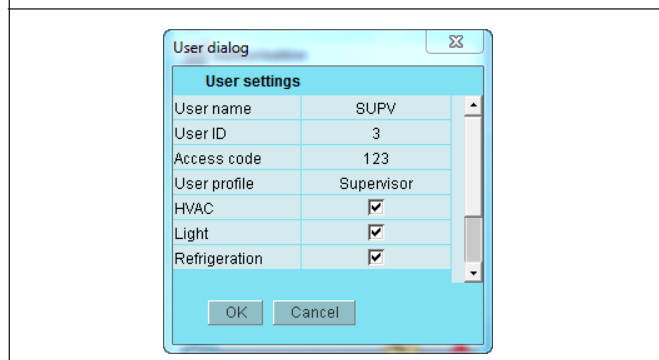 User dialog
User settings
User name SUPV
User ID 3
Access code 123
User profile Supervisor
HVAC
Light
Refrigeration
OK Cancel